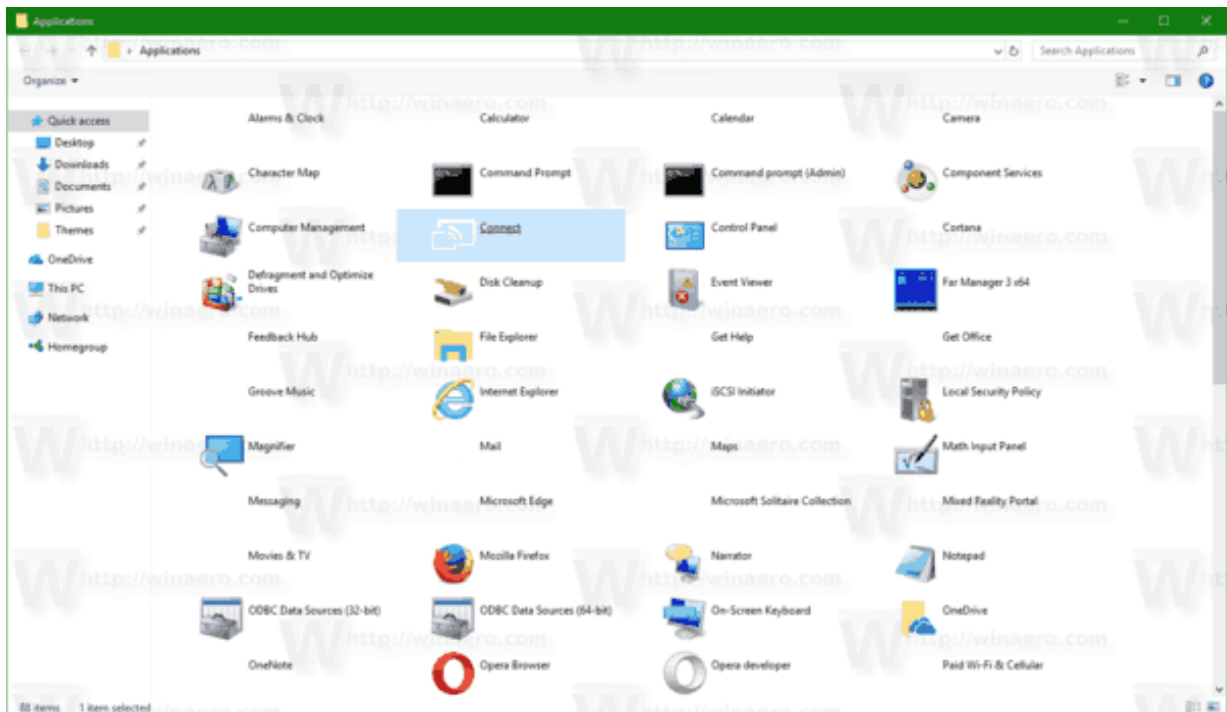 Applications
Applications
Search Applications
Organize
Quick access
Desktop
Downloads
Documents
Pictures
Themes
OneDrive
This PC
Network
Homegroup
Alarms & Clock Calculator Calendar Camera
Character Map Command Prompt Command prompt (Admin) Component Services
Computer Management Connect Control Panel Cortana
Defragment and Optimize
Drives Disk Cleanup Event Viewer Far Manager 3 x64
Feedback Hub File Explorer Get Help Get Office
Groove Music Internet Explorer iSCSI Initiator Local Security Policy
Magnifier Mail Maps Math Input Panel
Messaging Microsoft Edge Microsoft Solitaire Collection Mixed Reality Portal
Movies & TV Mozilla Firefox Narrator Notepad
ODBC Data Sources (32-bit) ODBC Data Sources (64-bit) On-Screen Keyboard OneDrive
OneNote Opera Browser Opera developer Paid Wi-Fi & Cellular
88 items 1 item selected
http://winaero.com